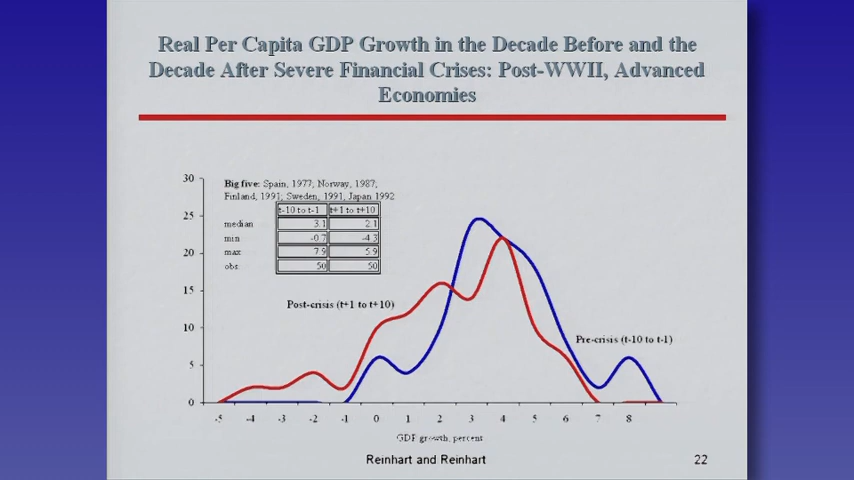 Real Per Capita GDP Growth in the Decade Before and the
Decade After Severe Financial Crises: Post-WWII, Advanced
Economies
30
25
20
15
10
5
0
Big five: Spain, 1977; Norway, 1987;
Finland, 1991; Sweden, 1991, Japan 1992
t-10 to t-1 t+1 to t+10
median 3.1 2.1
min -0.7 -4.3
max 7.9 5.9
obs 50 50
Post-crisis (t+1 to t+10)
Pre-crisis (t-10 to t-1)
-5 -4 -3 -2 -1 0 1 2 3 4 5 6 7 8
GDP growth, percent
Reinhart and Reinhart 22